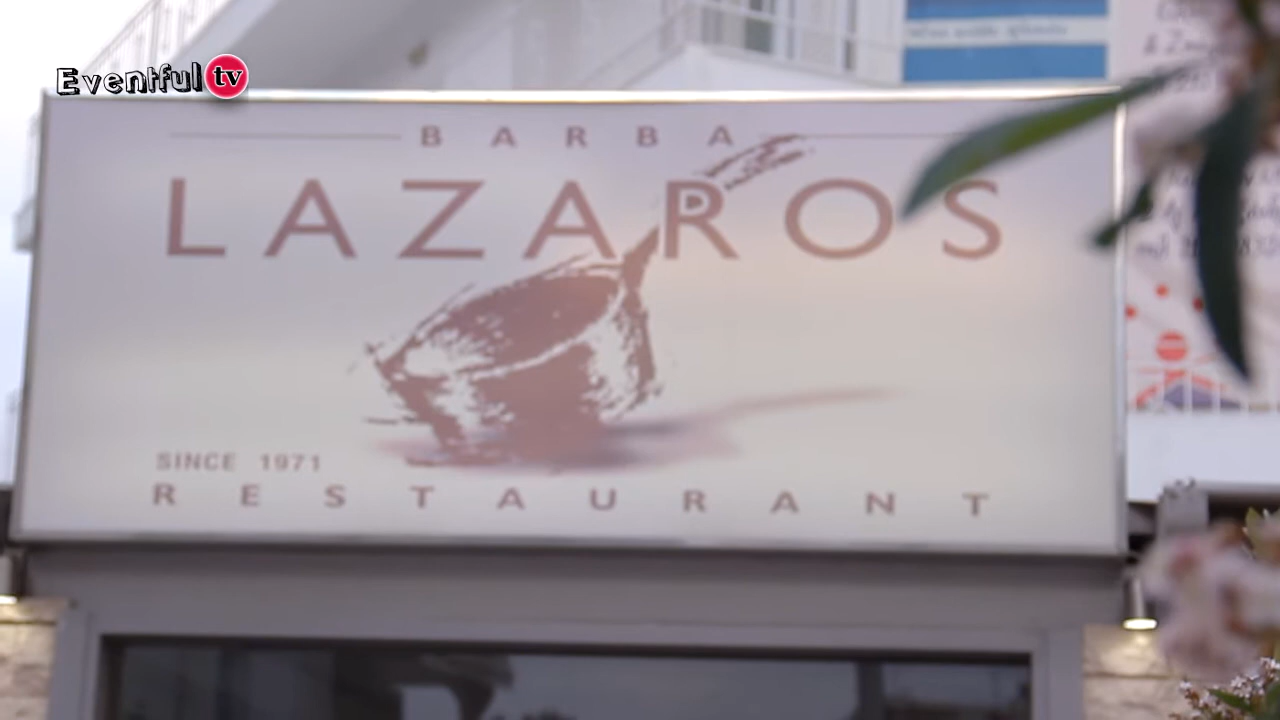 Eventful tv
BARBA
LAZAROS
SINCE 1971
RESTAURANT